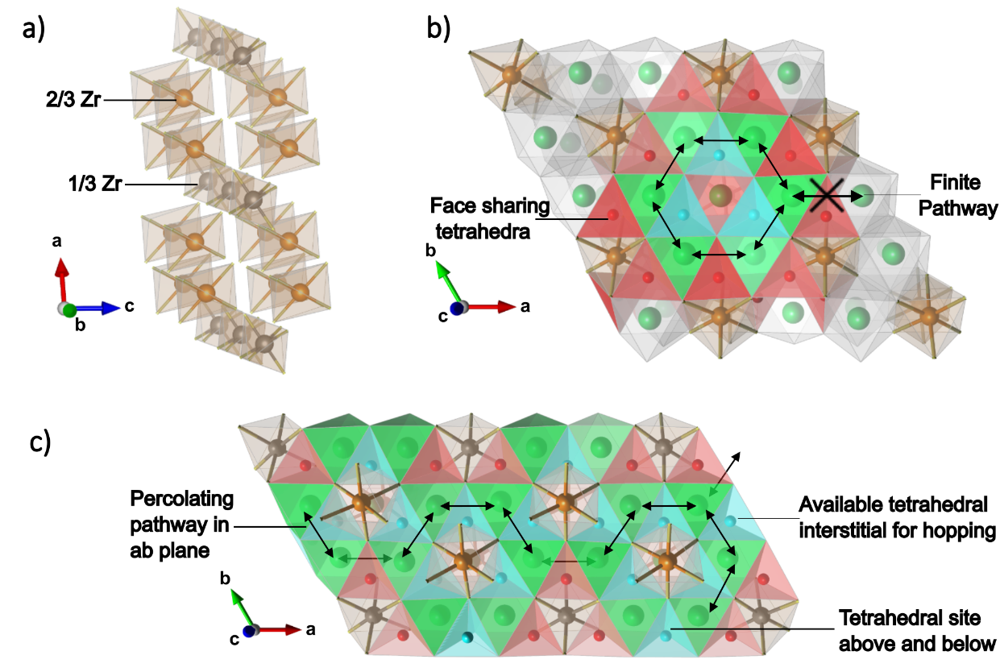 a)
2/3 Zr
1/3 Zr
a
c
b
b)
Face sharing
tetrahedra
Finite
Pathway
b
c
a
c)
Percolating
pathway in
ab plane
Available tetrahedral
interstitial for hopping
b
c
a
Tetrahedral site
above and below